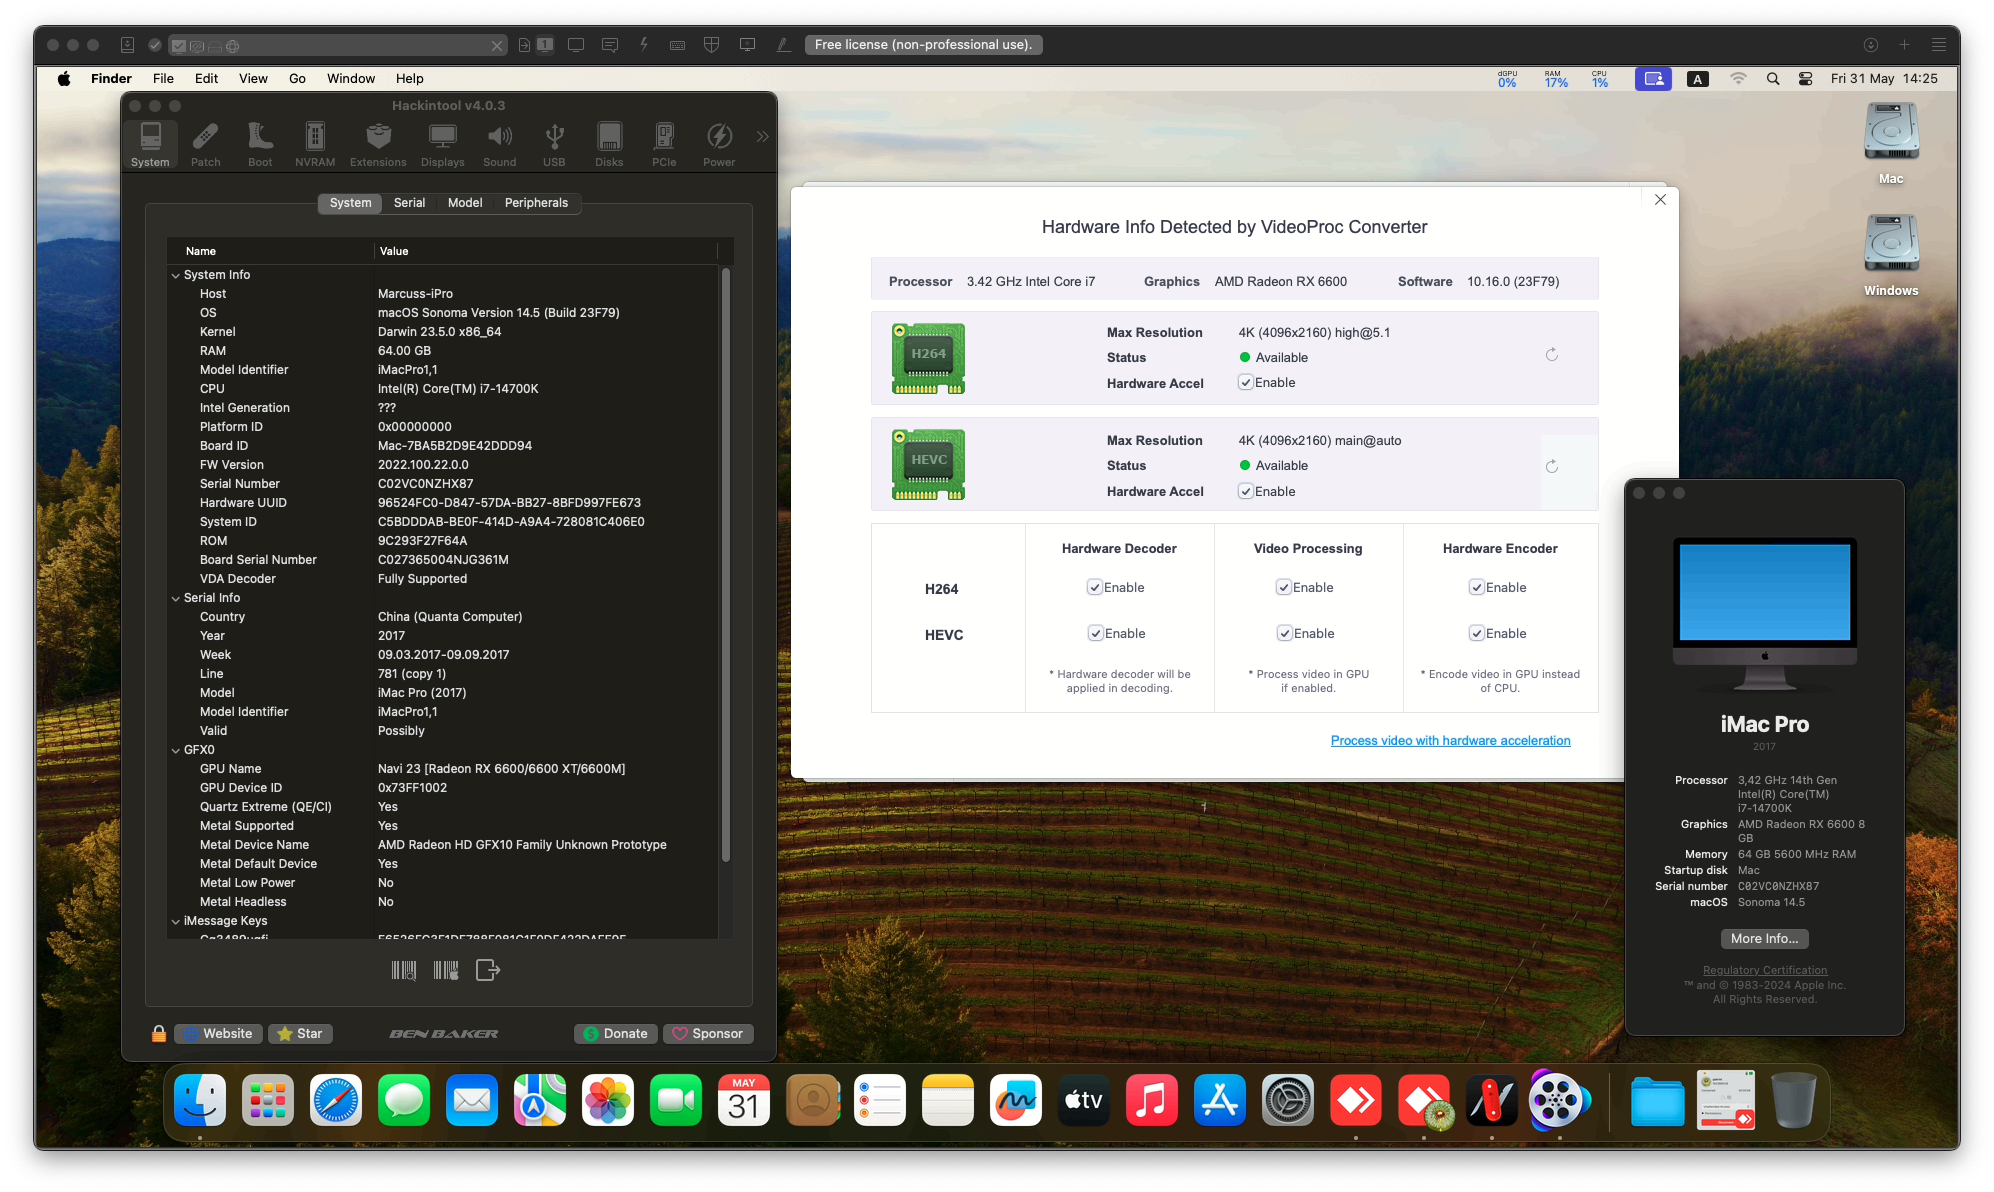 Free license (non-professional use).
Finder File Edit View Go Window Help
dGPU 0% RAM 17% CPU 1% A Fri 31 May 14:25
Hackintool v4.0.3
System Patch Boot NVRAM Extensions Displays Sound USB Disks PCIe Power
System Serial Model Peripherals
Name Value
System Info
Host Marcuss-iPro
OS macOS Sonoma Version 14.5 (Build 23F79)
Kernel Darwin 23.5.0 x86_64
RAM 64.00 GB
Model Identifier iMacPro1,1
CPU Intel(R) Core(TM) i7-14700K
Intel Generation ???
Platform ID 0x00000000
Board ID Mac-7BA5B2D9E42DDD94
FW Version 2022.100.22.0.0
Serial Number C02VC0NZHX87
Hardware UUID 96524FC0-D847-57DA-BB27-8BFD997FE673
System ID C5BDDDAB-BE0F-414D-A9A4-728081C406E0
ROM 9C293F27F64A
Board Serial Number C027365004NJG361M
VDA Decoder Fully Supported
Serial Info
Country China (Quanta Computer)
Year 2017
Week 09.03.2017-09.09.2017
Line 781 (copy 1)
Model iMac Pro (2017)
Model Identifier iMacPro1,1
Valid Possibly
GFX0
GPU Name Navi 23 [Radeon RX 6600/6600 XT/6600M]
GPU Device ID 0x73FF1002
Quartz Extreme (QE/CI) Yes
Metal Supported Yes
Metal Device Name AMD Radeon HD GFX10 Family Unknown Prototype
Metal Default Device Yes
Metal Low Power No
Metal Headless No
iMessage Keys
Website Star BEN BAKER Donate Sponsor
Hardware Info Detected by VideoProc Converter
Processor 3.42 GHz Intel Core i7 Graphics AMD Radeon RX 6600 Software 10.16.0 (23F79)
H264
Max Resolution 4K (4096x2160) high@5.1
Status Available
Hardware Accel Enable
HEVC
Max Resolution 4K (4096x2160) main@auto
Status Available
Hardware Accel Enable
Hardware Decoder Video Processing Hardware Encoder
H264 Enable Enable Enable
HEVC Enable Enable Enable
* Hardware decoder will be applied in decoding.
* Process video in GPU if enabled.
* Encode video in GPU instead of CPU.
Process video with hardware acceleration
Mac
Windows
iMac Pro
2017
Processor 3,42 GHz 14th Gen
Intel(R) Core(TM)
i7-14700K
Graphics AMD Radeon RX 6600 8
GB
Memory 64 GB 5600 MHz RAM
Startup disk Mac
Serial number C02VC0NZHX87
macOS Sonoma 14.5
More Info...
Regulatory Certification
™ and © 1983-2024 Apple Inc.
All Rights Reserved.
MAY
31
tv